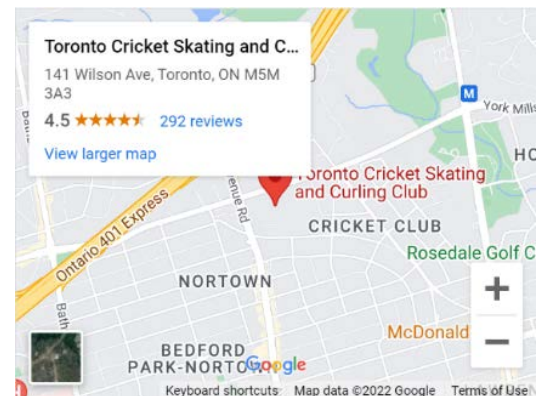 Toronto Cricket Skating and C...
141 Wilson Ave, Toronto, ON M5M
3A3
4.5
292 reviews
View larger map
M
York Mills
Toronto Cricket Skating
and Curling Club
CRICKET CLUB
Ontario 401 Express
Rosedale Golf C
NORTOWN
+
McDonald
−
BEDFORD
PARK-NORTOWN
Google
Keyboard shortcuts
Map data ©2022 Google
Terms of Use